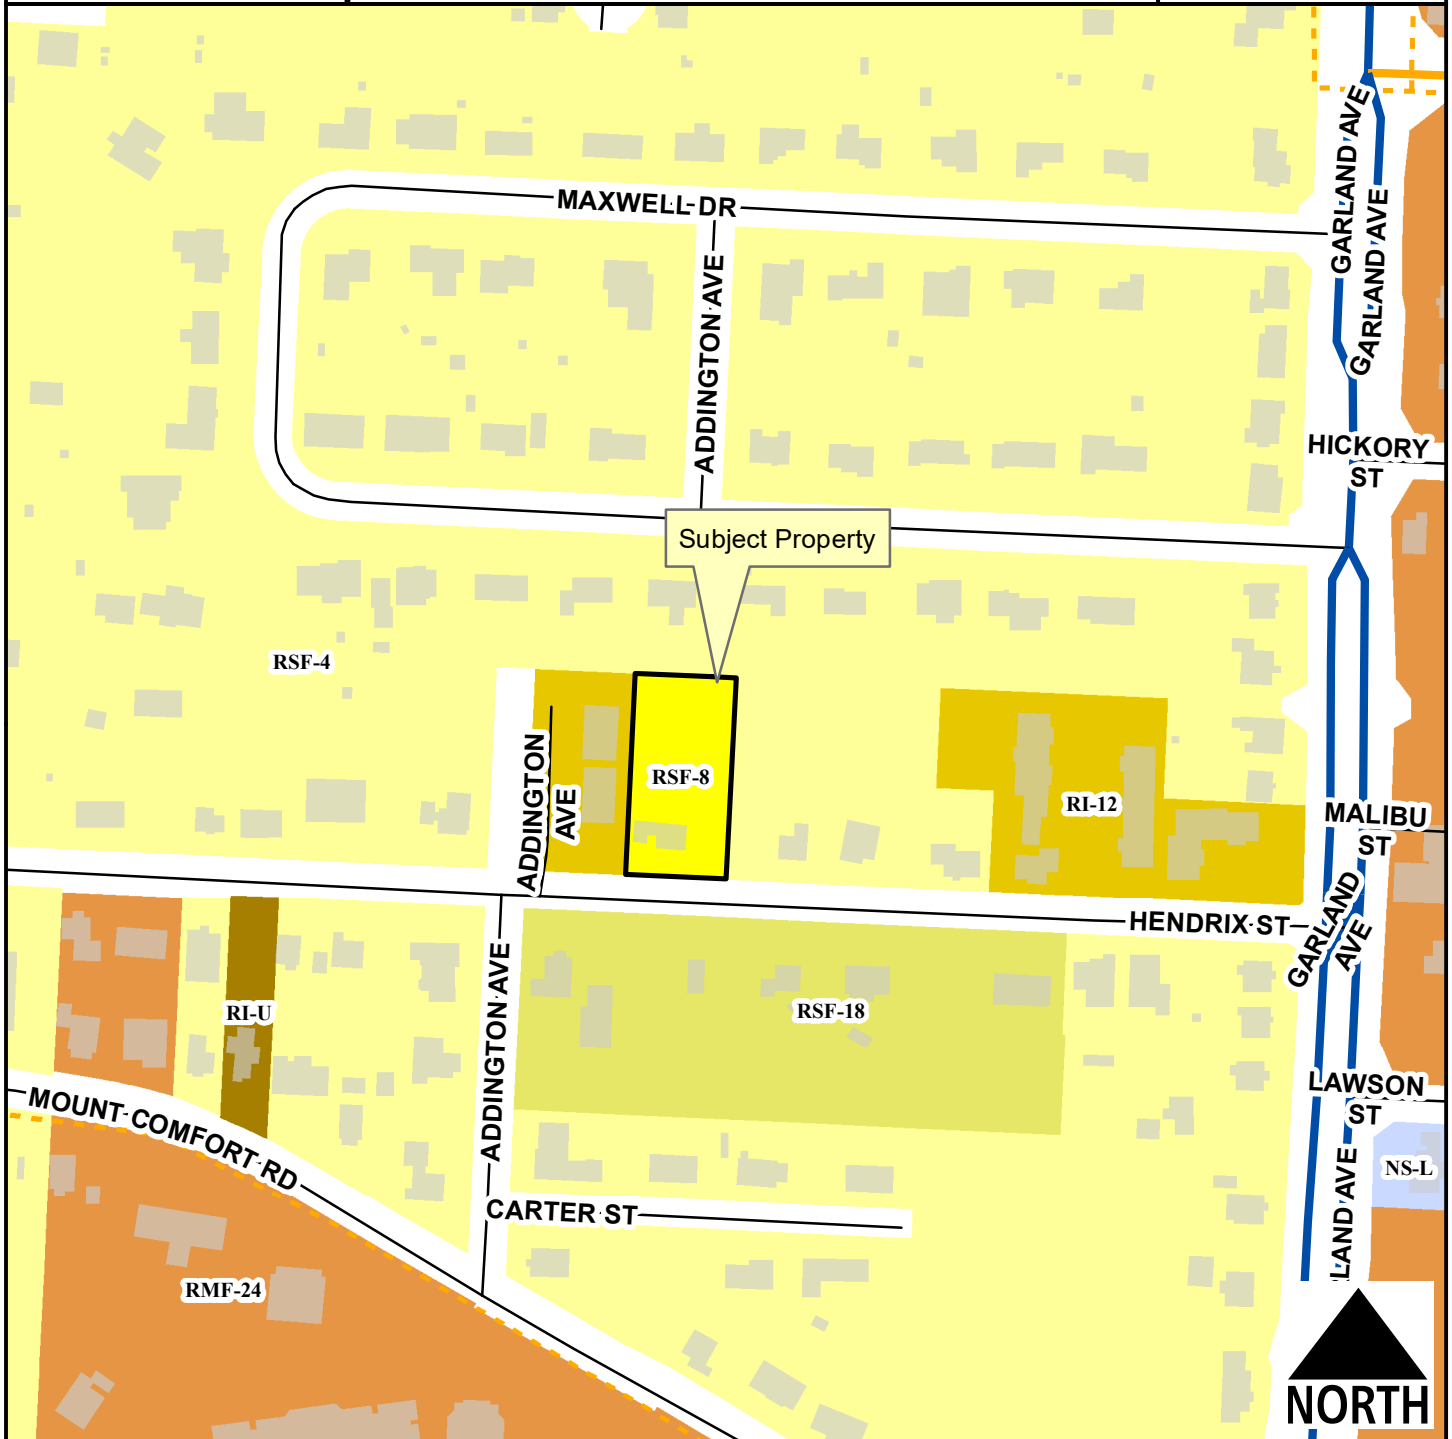 GARLAND AVE
GARLAND AVE
MAXWELL DR
ADDINGTON AVE
HICKORY
ST
Subject Property
RSF-4
ADDINGTON
AVE
RSF-8
RI-12
MALIBU
ST
GARLAND
AVE
HENDRIX ST
RI-U
ADDINGTON AVE
RSF-18
MOUNT COMFORT RD
LAWSON
ST
NS-L
LAND AVE
CARTER ST
RMF-24
NORTH